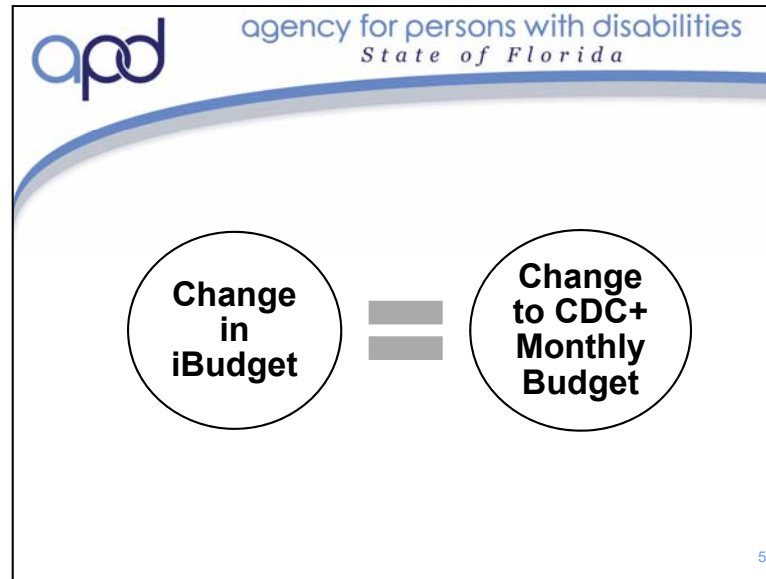 apd
agency for persons with disabilities
State of Florida
Change
in
iBudget
Change
to CDC+
Monthly
Budget
5